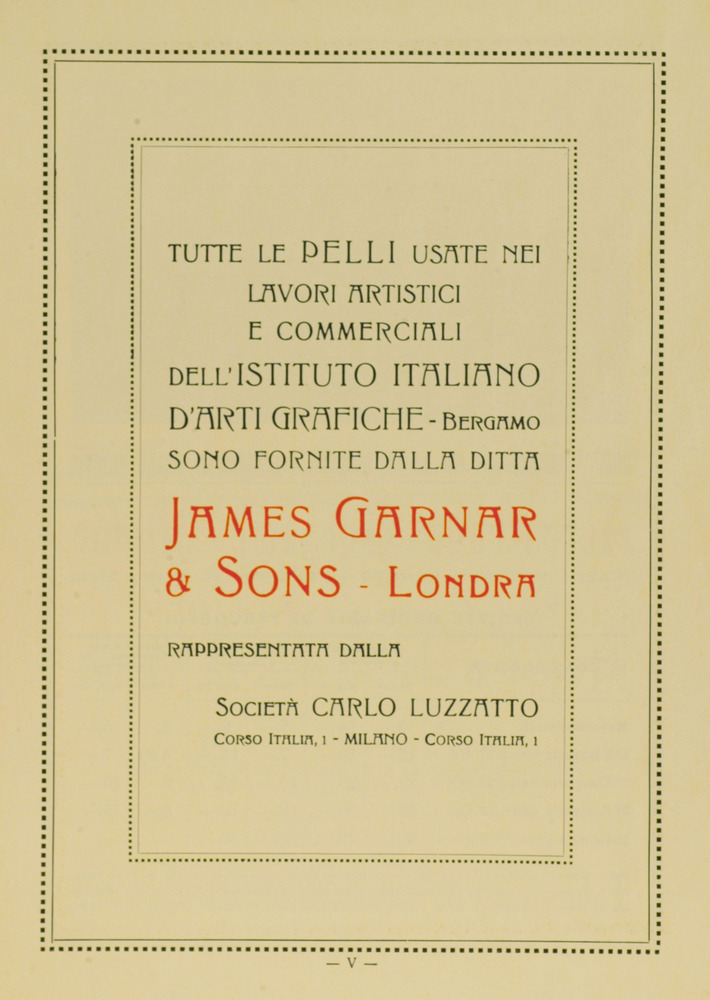 TUTTE LE PELLI USATE NEI
LAVORI ARTISTICI
E COMMERCIALI
DELL'ISTITUTO ITALIANO
D'ARTI GRAFICHE - BERGAMO
SONO FORNITE DALLA DITTA
JAMES GARNAR
& SONS - LONDRA
RAPPRESENTATA DALLA
SOCIETÀ CARLO LUZZATTO
CORSO ITALIA, 1 - MILANO - CORSO ITALIA, 1
— V —